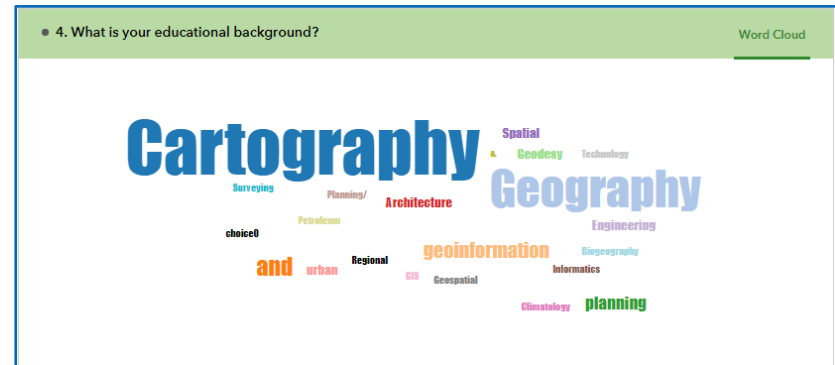 4. What is your educational background?
Word Cloud
Cartography
Spatial
&
Geodesy
Technology
Geography
Surveying
Planning/
Architecture
Petroleum
Engineering
choice0
geoinformation
Biogeography
and
urban
Regional
Informatics
GIS
Geospatial
Climatology
planning